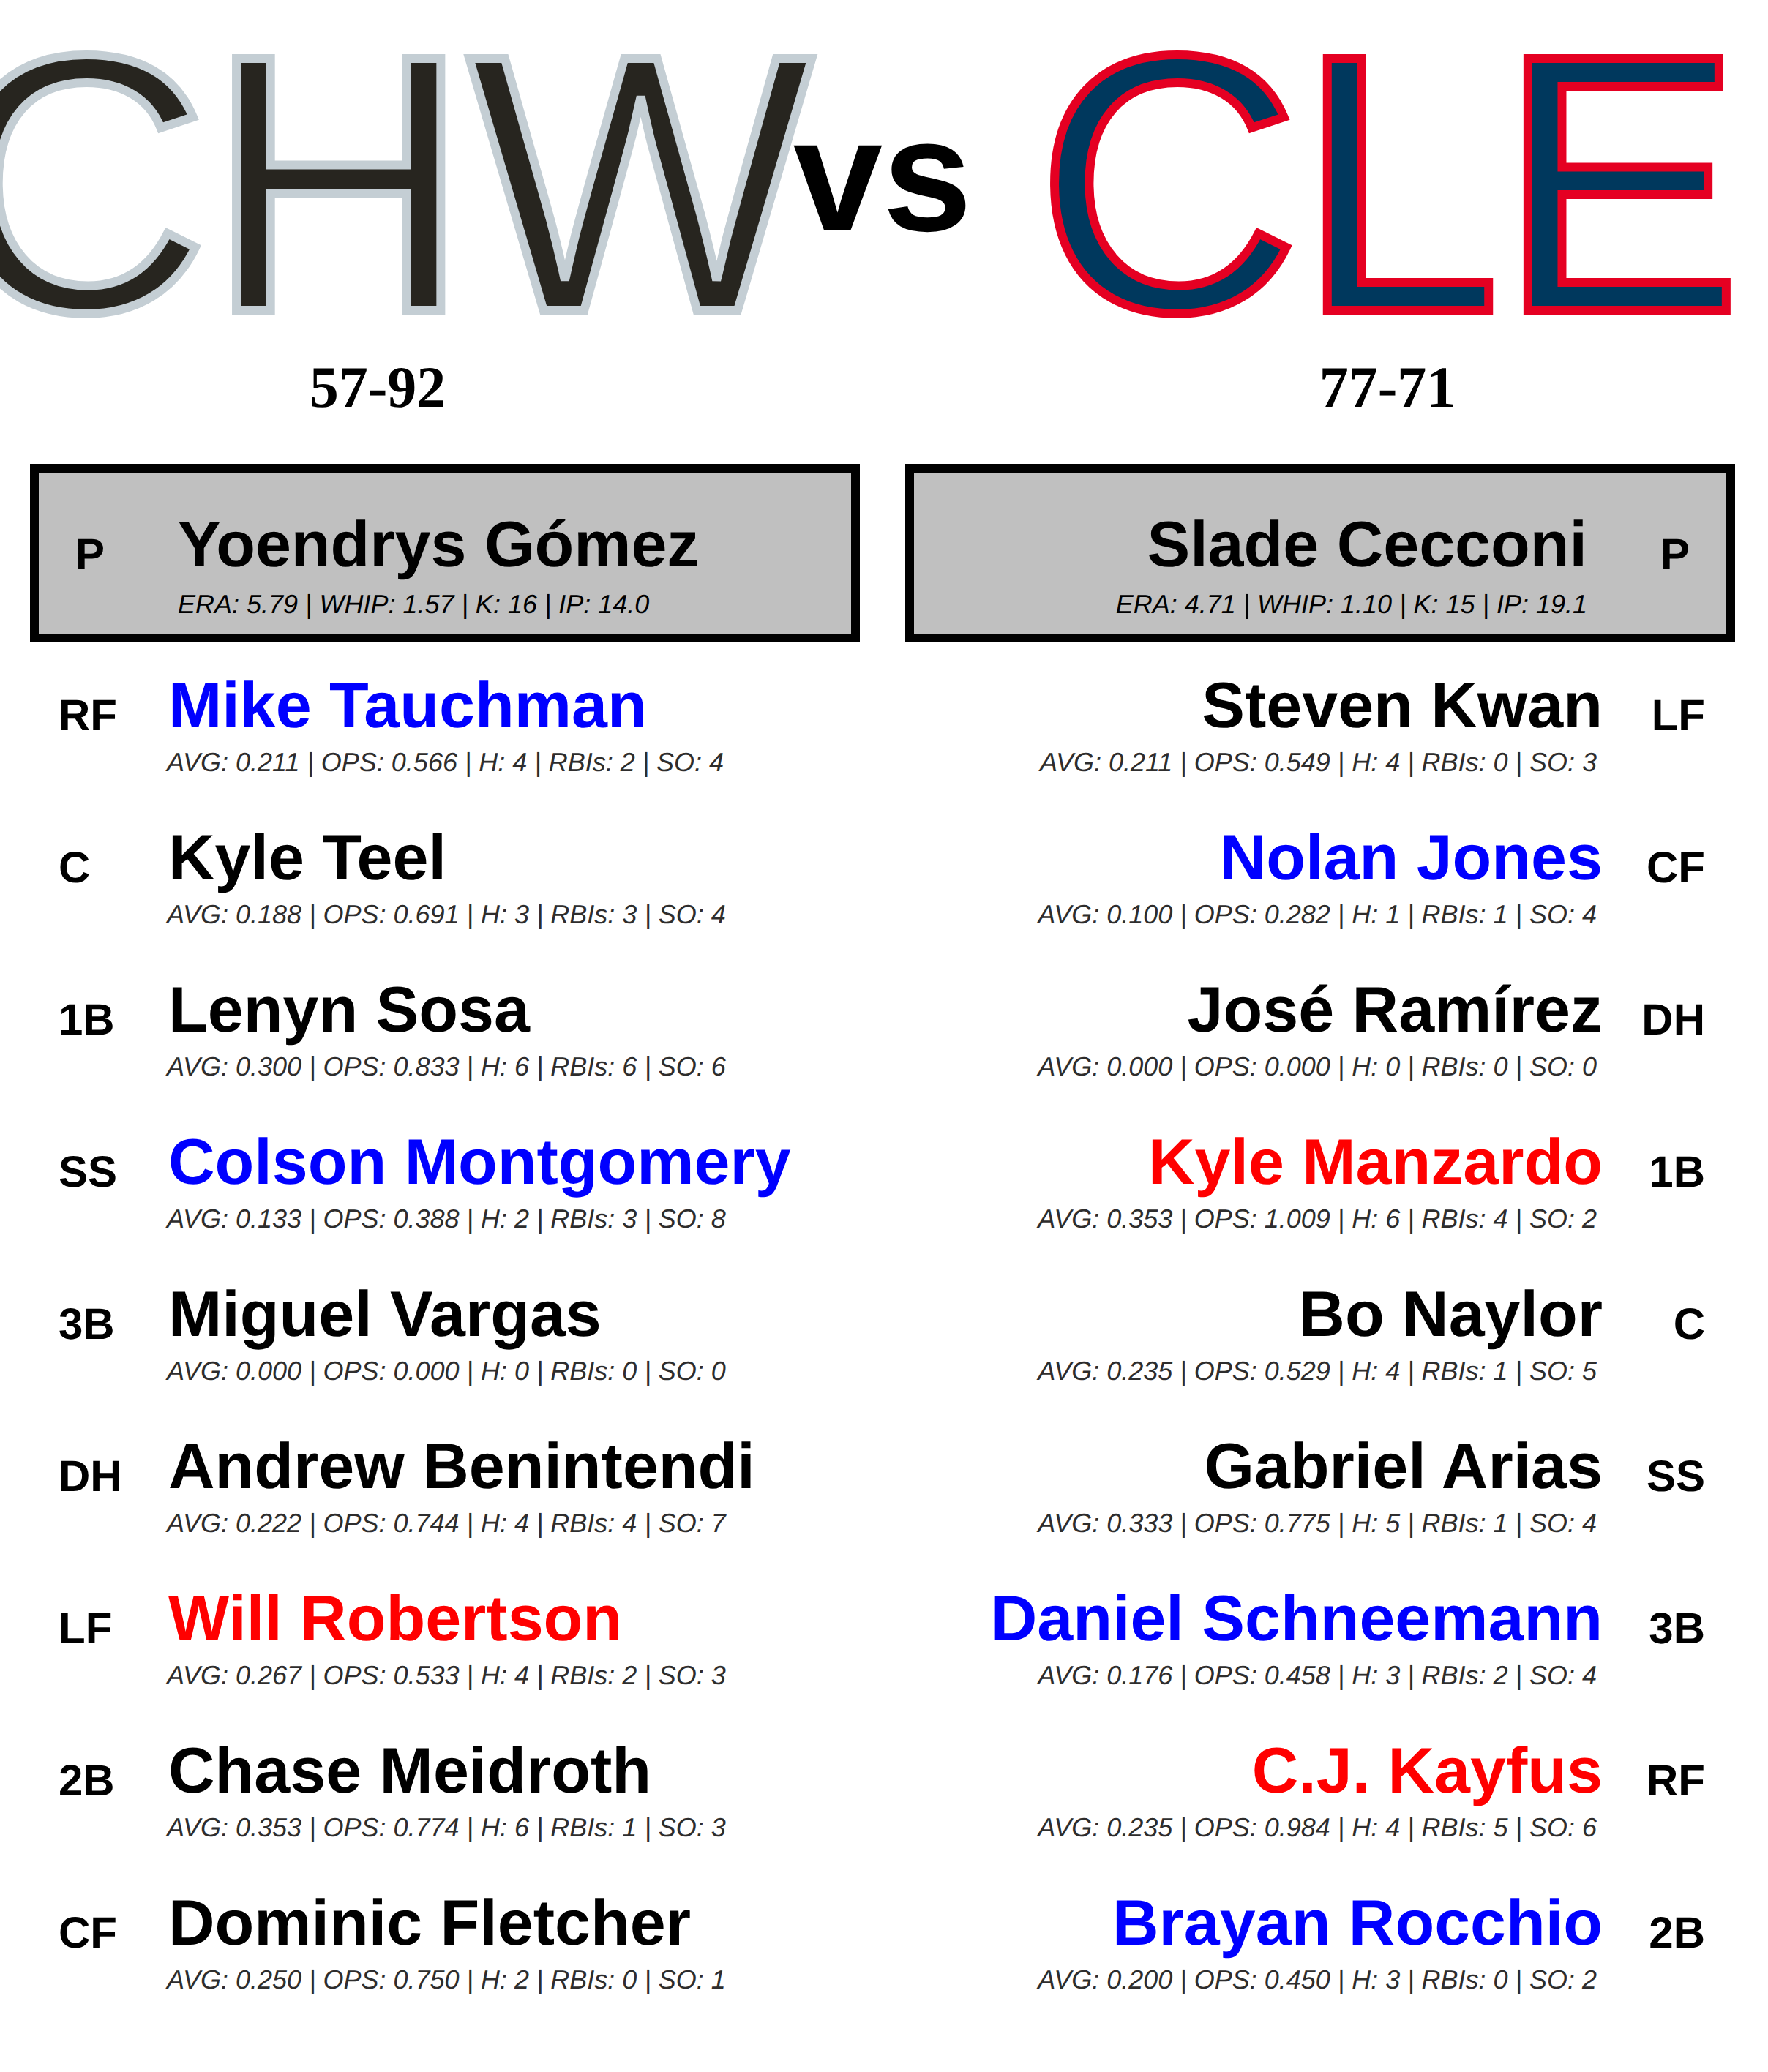 CHW vs CLE
57-92
77-71
P Yoendrys Gómez
ERA: 5.79 | WHIP: 1.57 | K: 16 | IP: 14.0
Slade Cecconi P
ERA: 4.71 | WHIP: 1.10 | K: 15 | IP: 19.1
RF Mike Tauchman
AVG: 0.211 | OPS: 0.566 | H: 4 | RBIs: 2 | SO: 4
C Kyle Teel
AVG: 0.188 | OPS: 0.691 | H: 3 | RBIs: 3 | SO: 4
1B Lenyn Sosa
AVG: 0.300 | OPS: 0.833 | H: 6 | RBIs: 6 | SO: 6
SS Colson Montgomery
AVG: 0.133 | OPS: 0.388 | H: 2 | RBIs: 3 | SO: 8
3B Miguel Vargas
AVG: 0.000 | OPS: 0.000 | H: 0 | RBIs: 0 | SO: 0
DH Andrew Benintendi
AVG: 0.222 | OPS: 0.744 | H: 4 | RBIs: 4 | SO: 7
LF Will Robertson
AVG: 0.267 | OPS: 0.533 | H: 4 | RBIs: 2 | SO: 3
2B Chase Meidroth
AVG: 0.353 | OPS: 0.774 | H: 6 | RBIs: 1 | SO: 3
CF Dominic Fletcher
AVG: 0.250 | OPS: 0.750 | H: 2 | RBIs: 0 | SO: 1
Steven Kwan LF
AVG: 0.211 | OPS: 0.549 | H: 4 | RBIs: 0 | SO: 3
Nolan Jones CF
AVG: 0.100 | OPS: 0.282 | H: 1 | RBIs: 1 | SO: 4
José Ramírez DH
AVG: 0.000 | OPS: 0.000 | H: 0 | RBIs: 0 | SO: 0
Kyle Manzardo 1B
AVG: 0.353 | OPS: 1.009 | H: 6 | RBIs: 4 | SO: 2
Bo Naylor C
AVG: 0.235 | OPS: 0.529 | H: 4 | RBIs: 1 | SO: 5
Gabriel Arias SS
AVG: 0.333 | OPS: 0.775 | H: 5 | RBIs: 1 | SO: 4
Daniel Schneemann 3B
AVG: 0.176 | OPS: 0.458 | H: 3 | RBIs: 2 | SO: 4
C.J. Kayfus RF
AVG: 0.235 | OPS: 0.984 | H: 4 | RBIs: 5 | SO: 6
Brayan Rocchio 2B
AVG: 0.200 | OPS: 0.450 | H: 3 | RBIs: 0 | SO: 2